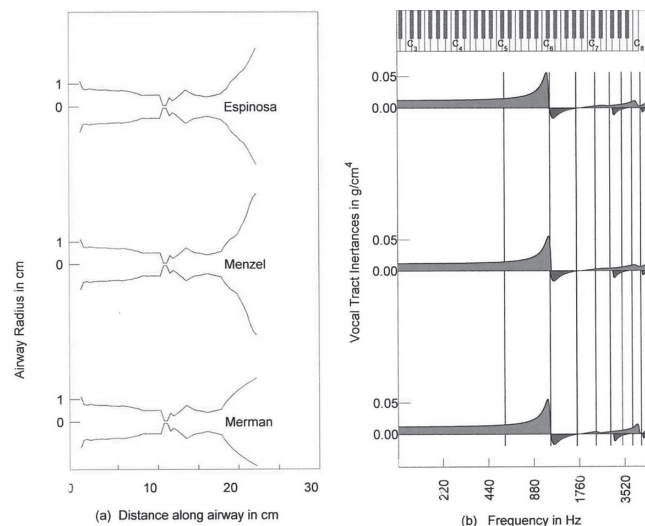 C3 C4 C5 C6 C7 C8
1
0
Espinosa
1
0
Menzel
1
0
Merman
Airway Radius in cm
0 10 20 30
(a) Distance along airway in cm
0.05
0.00
0.05
0.00
0.05
0.00
Vocal Tract Inertances in g/cm4
220 440 880 1760 3520
(b) Frequency in Hz